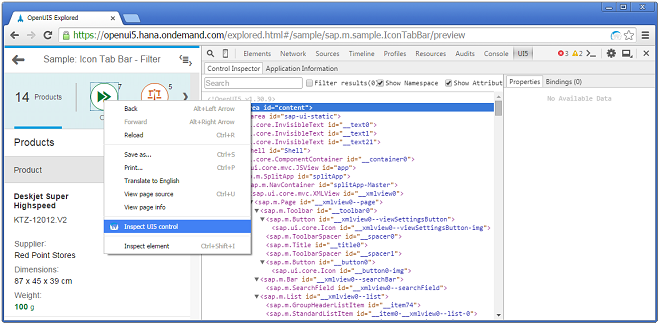 OpenUI5 Explored
https://openui5.hana.ondemand.com/explored.html#/sample/sap.m.sample.IconTabBar/preview
Sample: Icon Tab Bar - Filter
14 Products
7
5
Products
Product
Deskjet Super
Highspeed
KTZ-12012.V2
Supplier:
Red Point Stores
Dimensions:
87 x 45 x 39 cm
Weight:
100 g
Back Alt+Left Arrow
Forward Alt+Right Arrow
Reload Ctrl+R
Save as... Ctrl+S
Print... Ctrl+P
Translate to English
View page source Ctrl+U
View page info
Inspect UI5 control
Inspect element Ctrl+Shift+I
Elements Network Sources Timeline Profiles Resources Audits Console UI5 3 2
Control Inspector Application Information
Search Filter results(0 Show Namespace Show Attribut
<!OpenUI5 v1.30.9>
ea id="content">
area id="sap-ui-static">
ui.core.InvisibleText id="__text0">
ui.core.InvisibleText id="__text1">
ui.core.InvisibleText id="__text21">
hell id="Shell">
ui.core.ComponentContainer id="__container0">
ui.core.mvc.JSView id="app">
p.m.SplitApp id="splitApp">
ap.m.NavContainer id="splitApp-Master">
sap.ui.core.mvc.XMLView id="__xmlview0">
<sap.m.Page id="__xmlview0--page">
<sap.m.Toolbar id="__toolbar0">
<sap.m.Button id="__xmlview0--viewSettingsButton">
<sap.ui.core.Icon id="__xmlview0--viewSettingsButton-img">
<sap.m.ToolbarSpacer id="__spacer0">
<sap.m.Title id="__title0">
<sap.m.ToolbarSpacer id="__spacer1">
<sap.m.Button id="__button0">
<sap.ui.core.Icon id="__button0-img">
<sap.m.Bar id="__xmlview0--searchBar">
<sap.m.SearchField id="__xmlview0--searchField">
<sap.m.List id="__xmlview0--list">
<sap.m.GroupHeaderListItem id="__item74">
<sap.m.StandardListItem id="__item0-__xmlview0--list-0">
Properties Bindings (0)
No Available Data